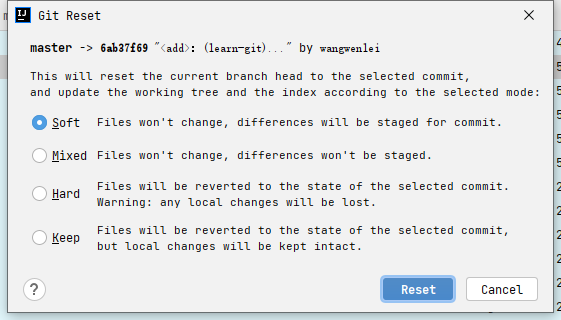 Git Reset
master -> 6ab37f69 "<add>: (learn-git)..." by wangwenlei
This will reset the current branch head to the selected commit,
and update the working tree and the index according to the selected mode:
Soft Files won't change, differences will be staged for commit.
Mixed Files won't change, differences won't be staged.
Hard Files will be reverted to the state of the selected commit.
Warning: any local changes will be lost.
Keep Files will be reverted to the state of the selected commit,
but local changes will be kept intact.
? Reset Cancel